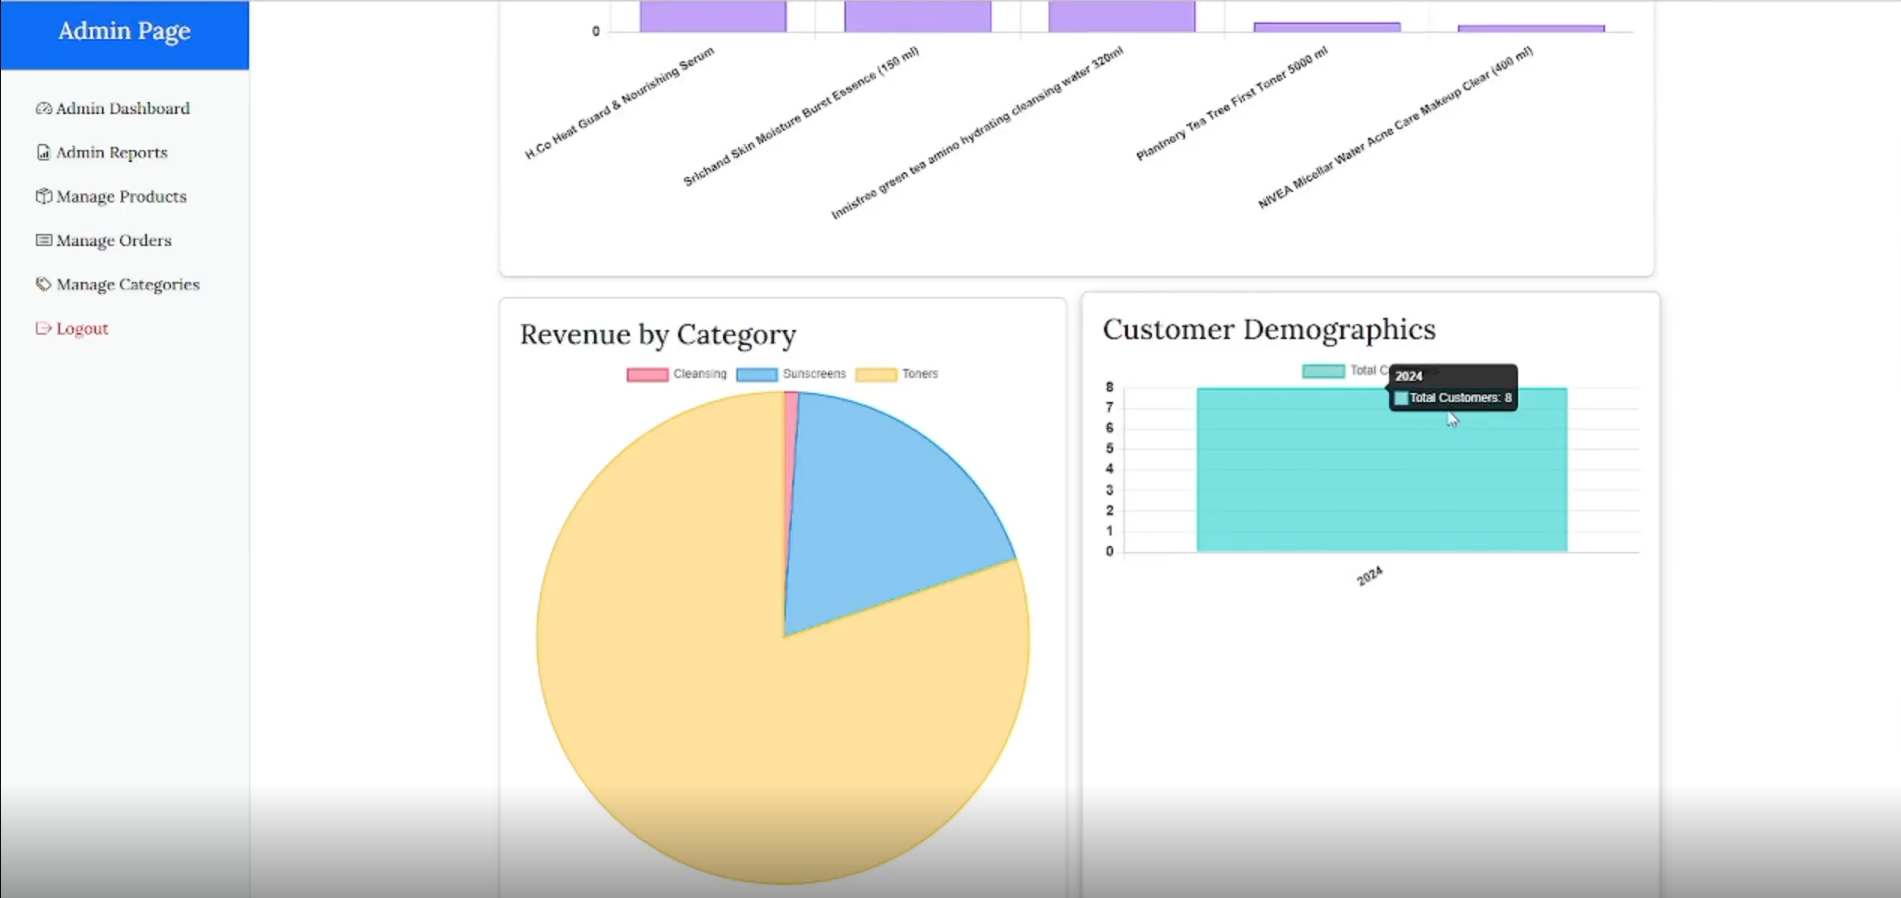 Admin Page
Admin Dashboard
Admin Reports
Manage Products
Manage Orders
Manage Categories
Logout
0
H.Co Heat Guard & Nourishing Serum
Srichand Skin Moisture Burst Essence (150 ml)
Innisfree green tea amino hydrating cleansing water 320ml
Plantnory Tea Tree First Toner 5000 ml
NIVEA Micellar Water Acne Care Makeup Clear (400 ml)
Revenue by Category
Cleansing Sunscreens Toners
Customer Demographics
Total C
2024
Total Customers: 8
8
7
6
5
4
3
2
1
0
2024